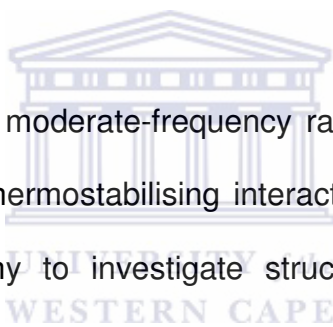 moderate-frequency ra
hermostabilising interact
ny to investigate struc
UNIVERSITY of the
WESTERN CAPE